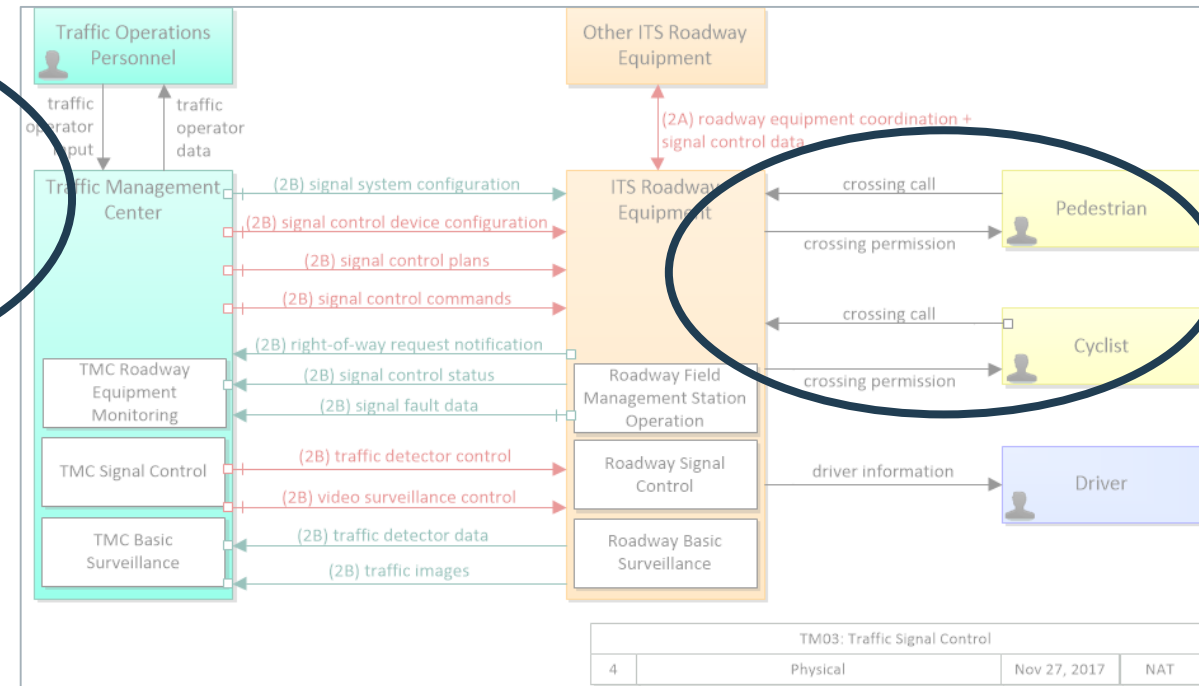 Traffic Operations
Personnel
Other ITS Roadway
Equipment
traffic
operator
input
traffic
operator
data
(2A) roadway equipment coordination +
signal control data
Traffic Management
Center
ITS Roadway
Equipment
(2B) signal system configuration
(2B) signal control device configuration
(2B) signal control plans
(2B) signal control commands
(2B) right-of-way request notification
(2B) signal control status
(2B) signal fault data
(2B) traffic detector control
(2B) video surveillance control
(2B) traffic detector data
(2B) traffic images
TMC Roadway
Equipment
Monitoring
TMC Signal Control
TMC Basic
Surveillance
Roadway Field
Management Station
Operation
Roadway Signal
Control
Roadway Basic
Surveillance
crossing call
crossing permission
Pedestrian
crossing call
crossing permission
Cyclist
driver information
Driver
TM03: Traffic Signal Control
4 Physical Nov 27, 2017 NAT